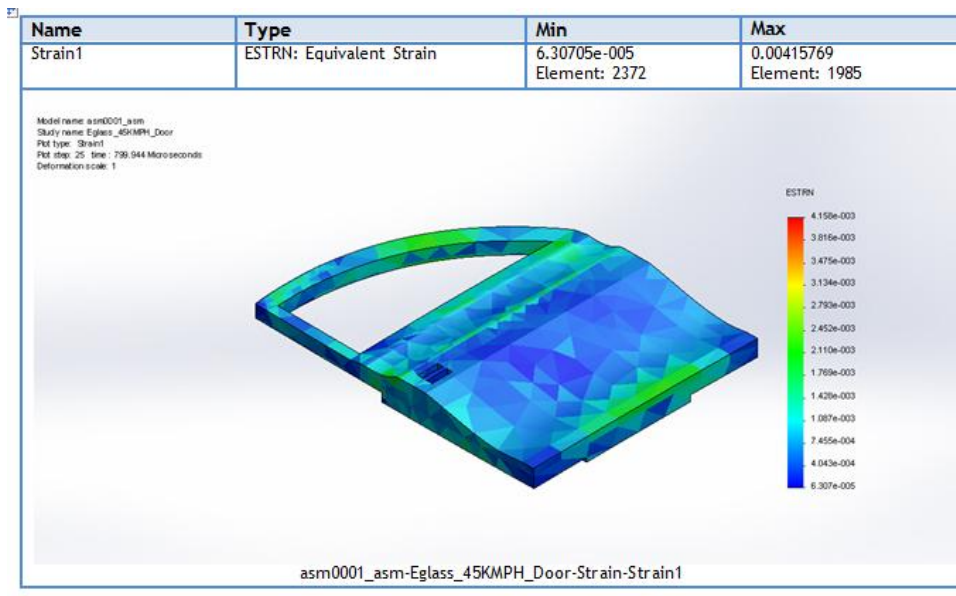 Name Type Min Max
Strain1 ESTRN: Equivalent Strain 6.30705e-005 0.00415769
Element: 2372 Element: 1985
Model name: asm0001_asm
Study name: Eglass_45KMPH_Door
Plot type: Strain1
Plot step: 25 time : 799.944 Microseconds
Deformation scale: 1
ESTRN
4.158e-003
3.816e-003
3.475e-003
3.134e-003
2.793e-003
2.452e-003
2.110e-003
1.769e-003
1.428e-003
1.087e-003
7.455e-004
4.043e-004
6.307e-005
asm0001_asm-Eglass_45KMPH_Door-Strain-Strain1